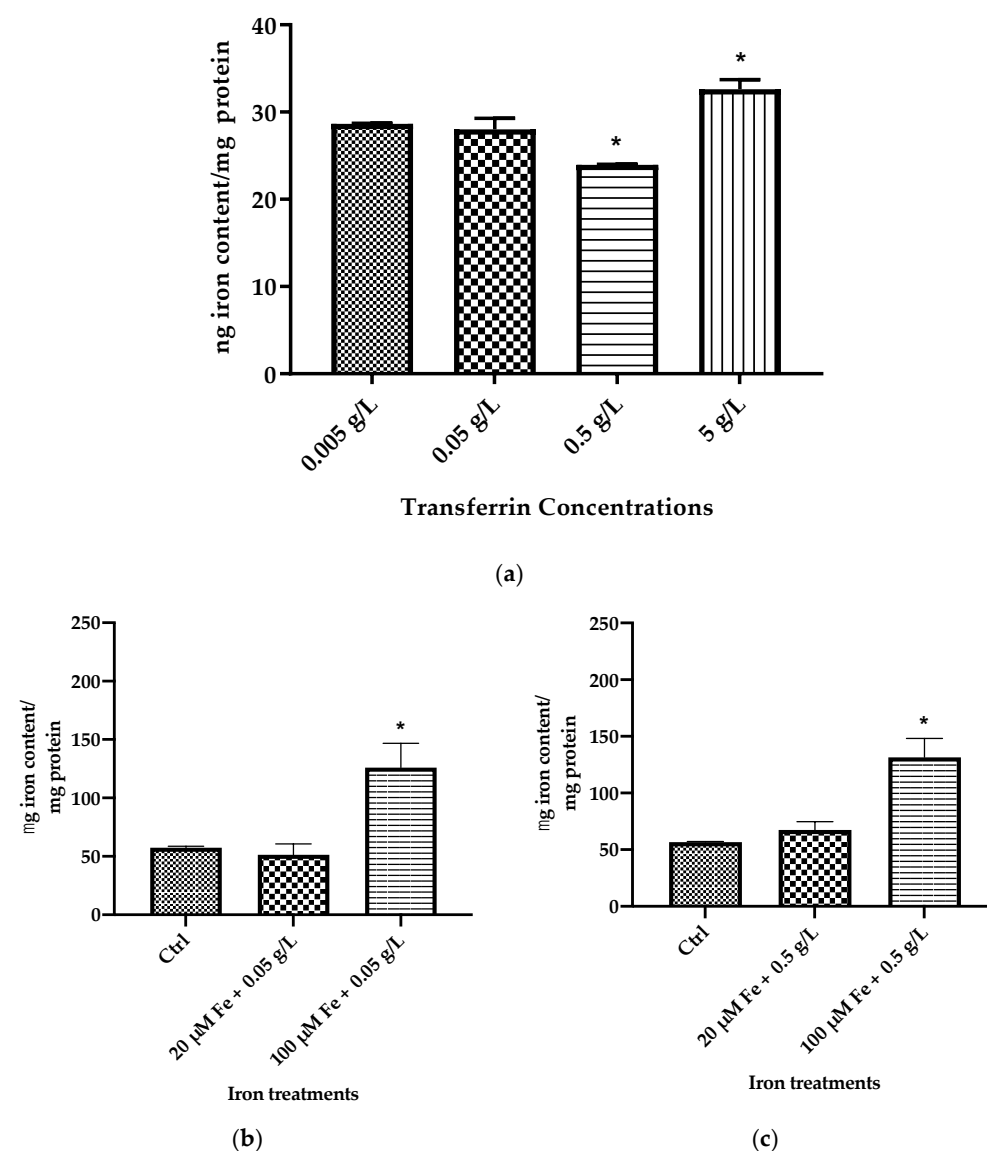 40
30
20
10
0
ng iron content/mg protein
*
*
0.005 g/L
0.05 g/L
0.5 g/L
5 g/L
Transferrin Concentrations
(a)
250
200
150
100
50
0
mg iron content/
mg protein
*
Ctrl
20 µM Fe + 0.05 g/L
100 µM Fe + 0.05 g/L
Iron treatments
(b)
250
200
150
100
50
0
mg iron content/
mg protein
*
Ctrl
20 µM Fe + 0.5 g/L
100 µM Fe + 0.5 g/L
Iron treatments
(c)